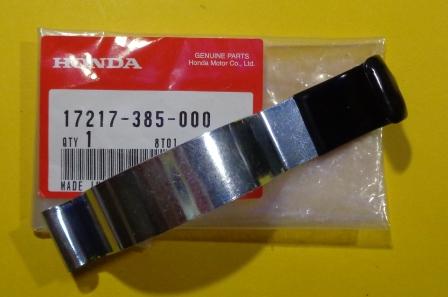 HONDA
GENUINE PARTS
Honda Motor Co., Ltd.
17217-385-000
QTY 1
8T01
MADE